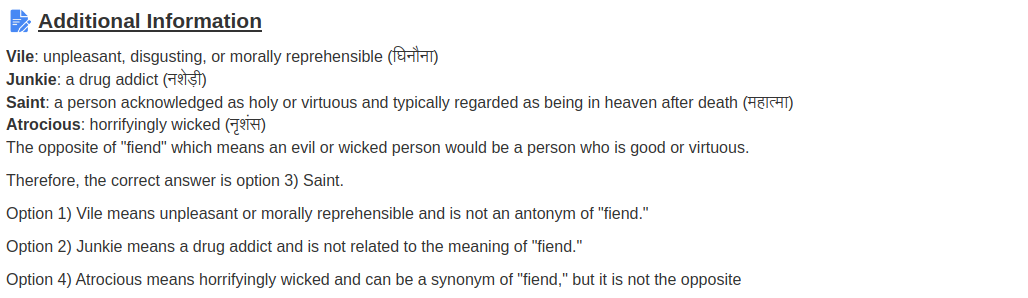 Additional Information
Vile: unpleasant, disgusting, or morally reprehensible (घिनौना)
Junkie: a drug addict (नशेड़ी)
Saint: a person acknowledged as holy or virtuous and typically regarded as being in heaven after death (महात्मा)
Atrocious: horrifyingly wicked (नृशंस)
The opposite of "fiend" which means an evil or wicked person would be a person who is good or virtuous.
Therefore, the correct answer is option 3) Saint.
Option 1) Vile means unpleasant or morally reprehensible and is not an antonym of "fiend."
Option 2) Junkie means a drug addict and is not related to the meaning of "fiend."
Option 4) Atrocious means horrifyingly wicked and can be a synonym of "fiend," but it is not the opposite